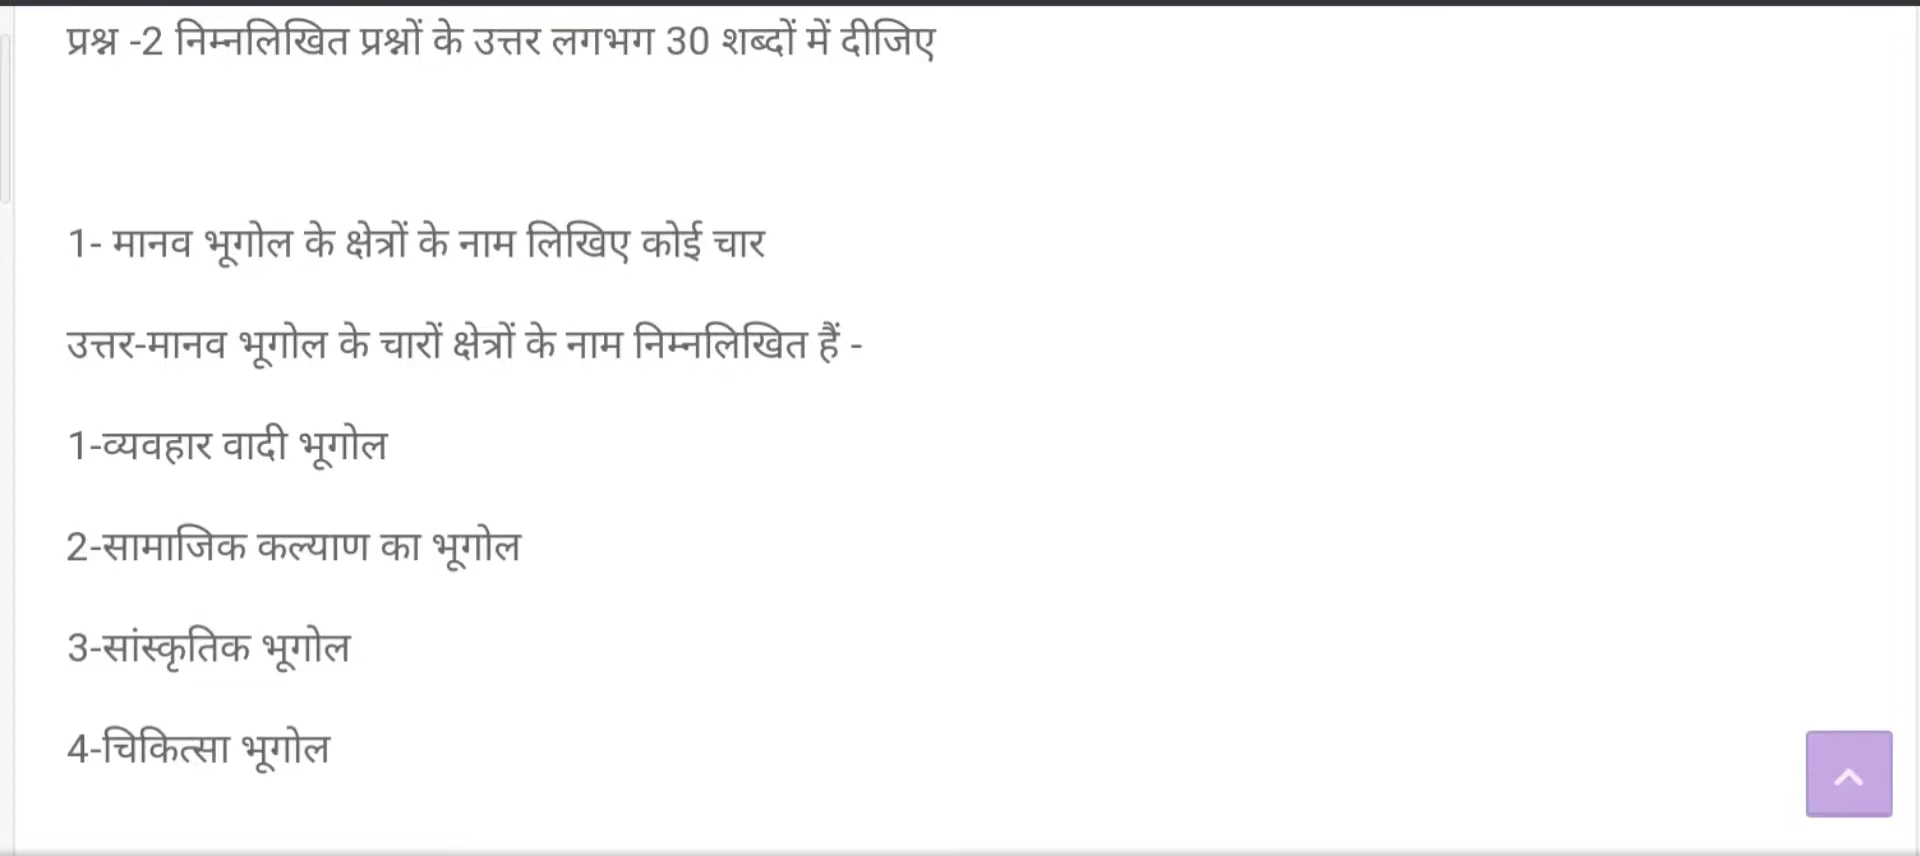 प्रश्न -2 निम्नलिखित प्रश्नों के उत्तर लगभग 30 शब्दों में दीजिए
1- मानव भूगोल के क्षेत्रों के नाम लिखिए कोई चार
उत्तर-मानव भूगोल के चारों क्षेत्रों के नाम निम्नलिखित हैं -
1-व्यवहार वादी भूगोल
2-सामाजिक कल्याण का भूगोल
3-सांस्कृतिक भूगोल
4-चिकित्सा भूगोल